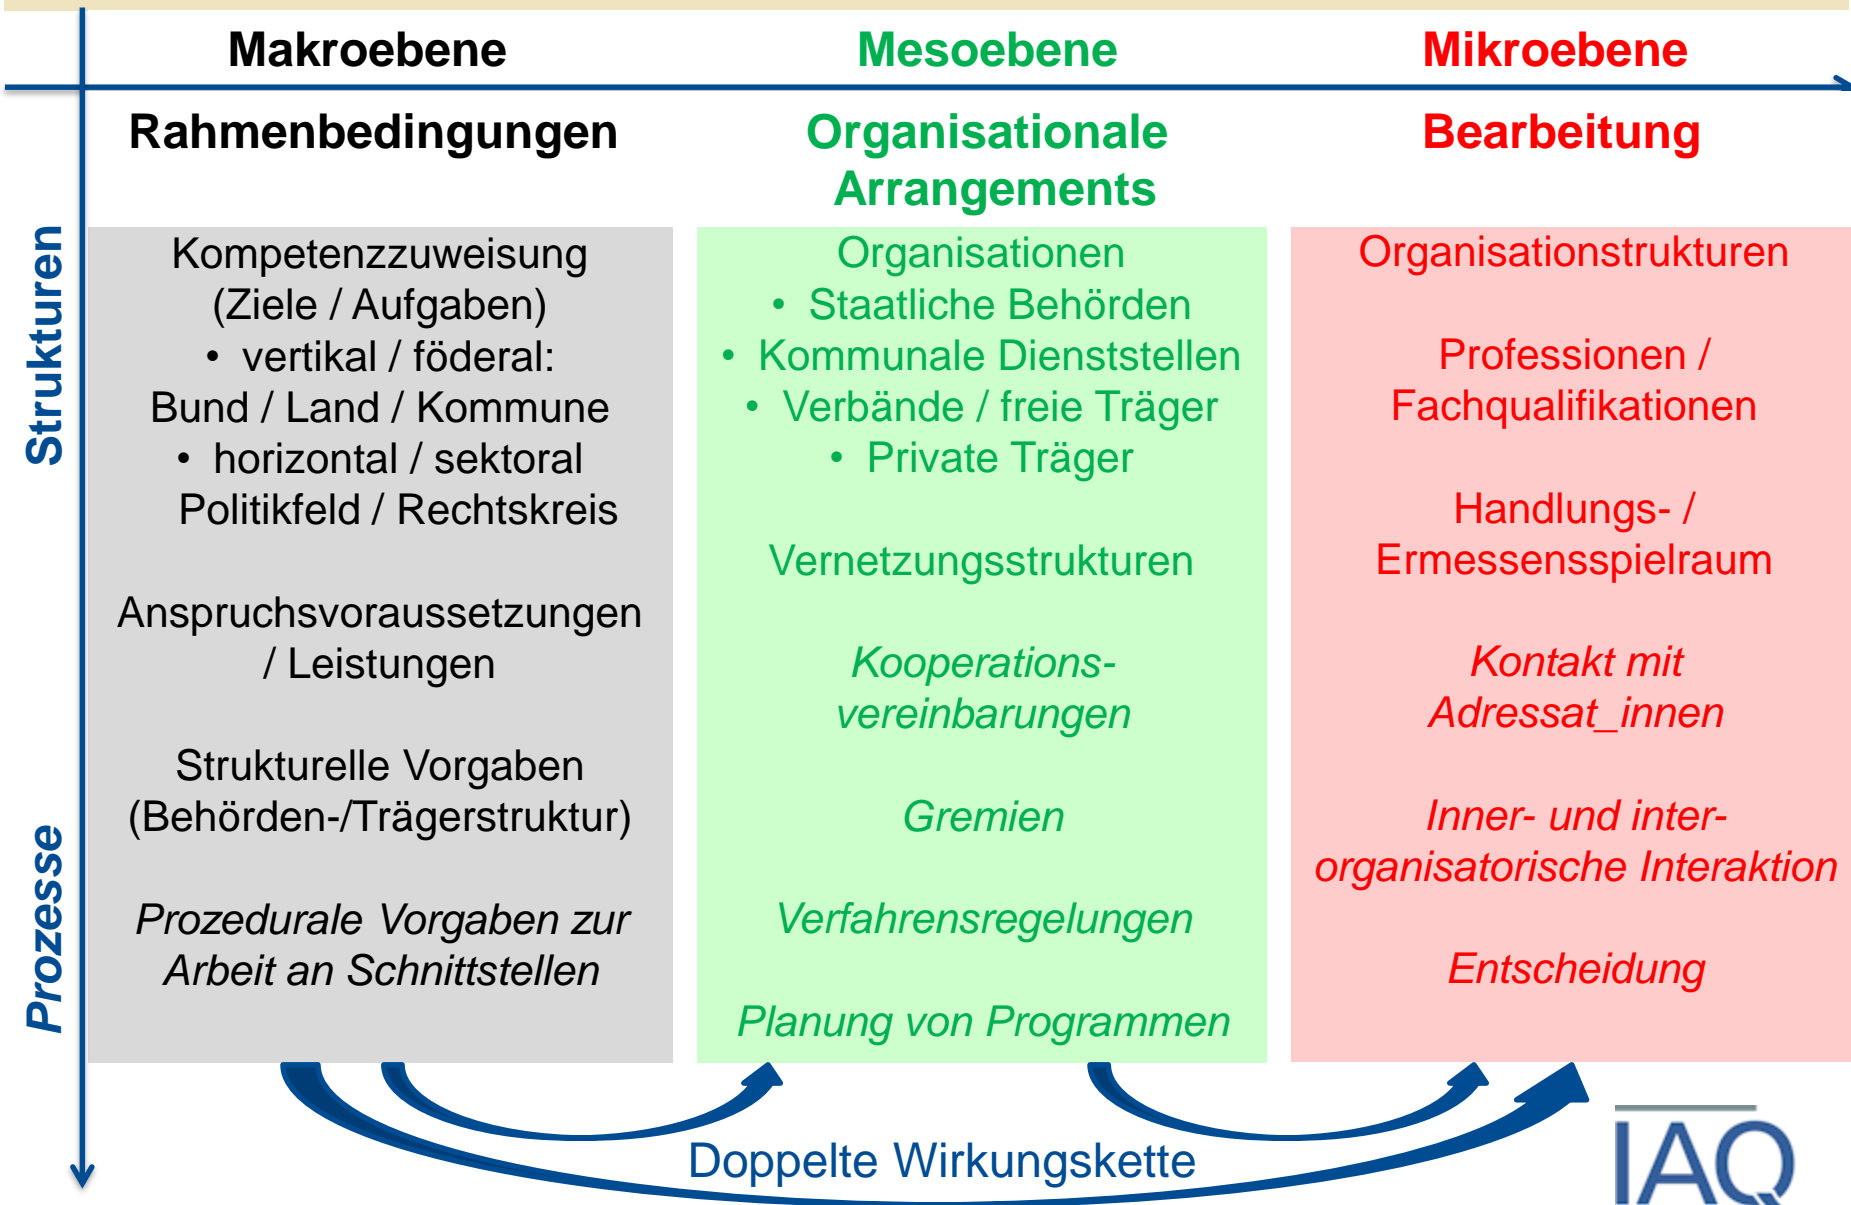 Makroebene
Mesoebene
Mikroebene
Rahmenbedingungen
Organisationale
Arrangements
Bearbeitung
Strukturen
Prozesse
Kompetenzzuweisung
(Ziele / Aufgaben)
• vertikal / föderal:
Bund / Land / Kommune
• horizontal / sektoral
Politikfeld / Rechtskreis
Anspruchsvoraussetzungen
/ Leistungen
Strukturelle Vorgaben
(Behörden-/Trägerstruktur)
Prozedurale Vorgaben zur
Arbeit an Schnittstellen
Organisationen
• Staatliche Behörden
• Kommunale Dienststellen
• Verbände / freie Träger
• Private Träger
Vernetzungsstrukturen
Kooperations-
vereinbarungen
Gremien
Verfahrensregelungen
Planung von Programmen
Organisationstrukturen
Professionen /
Fachqualifikationen
Handlungs- /
Ermessensspielraum
Kontakt mit
Adressat_innen
Inner- und inter-
organisatorische Interaktion
Entscheidung
Doppelte Wirkungskette
IAQ